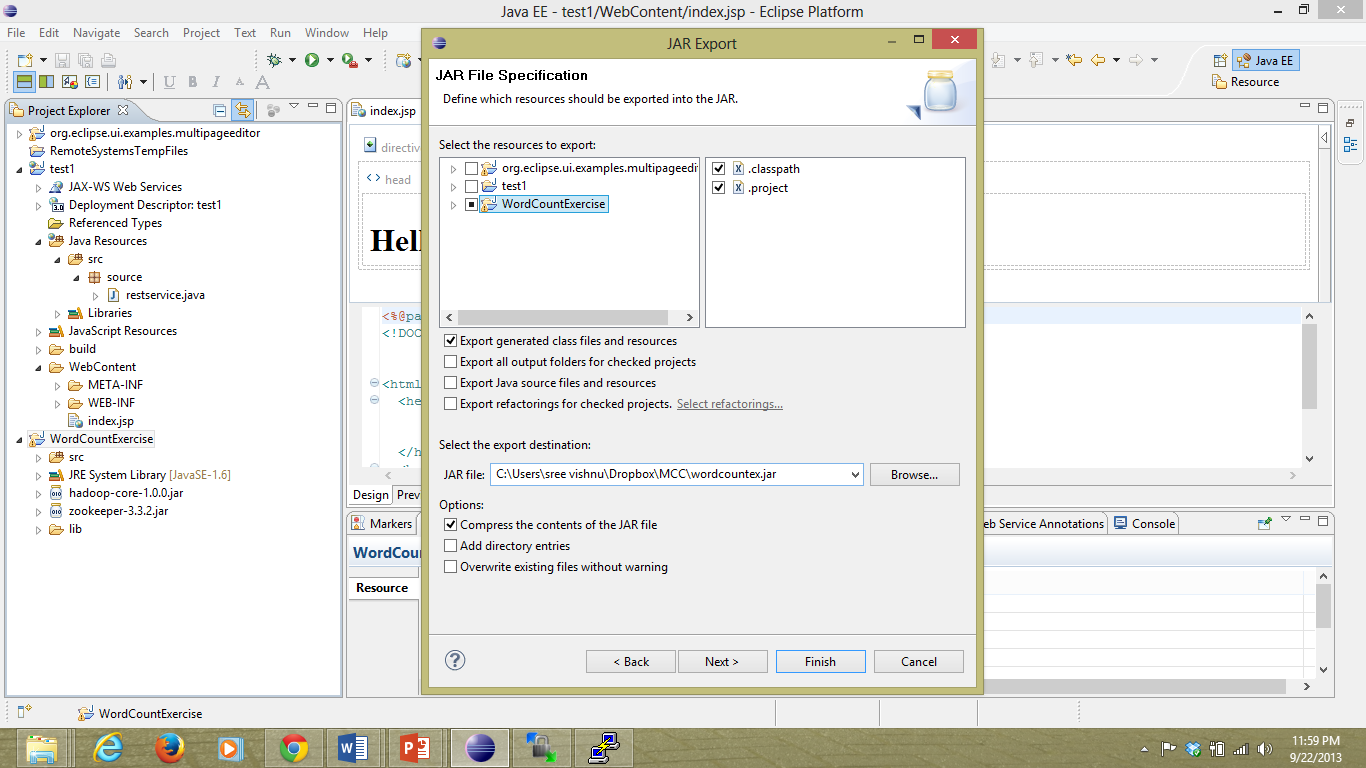 Java EE - test1/WebContent/index.jsp - Eclipse Platform
File Edit Navigate Search Project Text Run Window Help
Java EE
Resource
Project Explorer
org.eclipse.ui.examples.multipageeditor
RemoteSystemsTempFiles
test1
JAX-WS Web Services
Deployment Descriptor: test1
Referenced Types
Java Resources
src
source
restservice.java
Libraries
JavaScript Resources
build
WebContent
META-INF
WEB-INF
index.jsp
WordCountExercise
src
JRE System Library [JavaSE-1.6]
hadoop-core-1.0.0.jar
zookeeper-3.3.2.jar
lib
index.jsp
directiv
head
Hell
<%@pa
<!DOC
<html
<he
</h
Design Prev
Markers
eb Service Annotations
Console
WordCoun
Resource
JAR Export
JAR File Specification
Define which resources should be exported into the JAR.
Select the resources to export:
org.eclipse.ui.examples.multipageedit
test1
WordCountExercise
.classpath
.project
Export generated class files and resources
Export all output folders for checked projects
Export Java source files and resources
Export refactorings for checked projects. Select refactorings...
Select the export destination:
JAR file: C:\Users\sree vishnu\Dropbox\MCC\wordcountex.jar Browse...
Options:
Compress the contents of the JAR file
Add directory entries
Overwrite existing files without warning
< Back Next > Finish Cancel
WordCountExercise
11:59 PM
9/22/2013